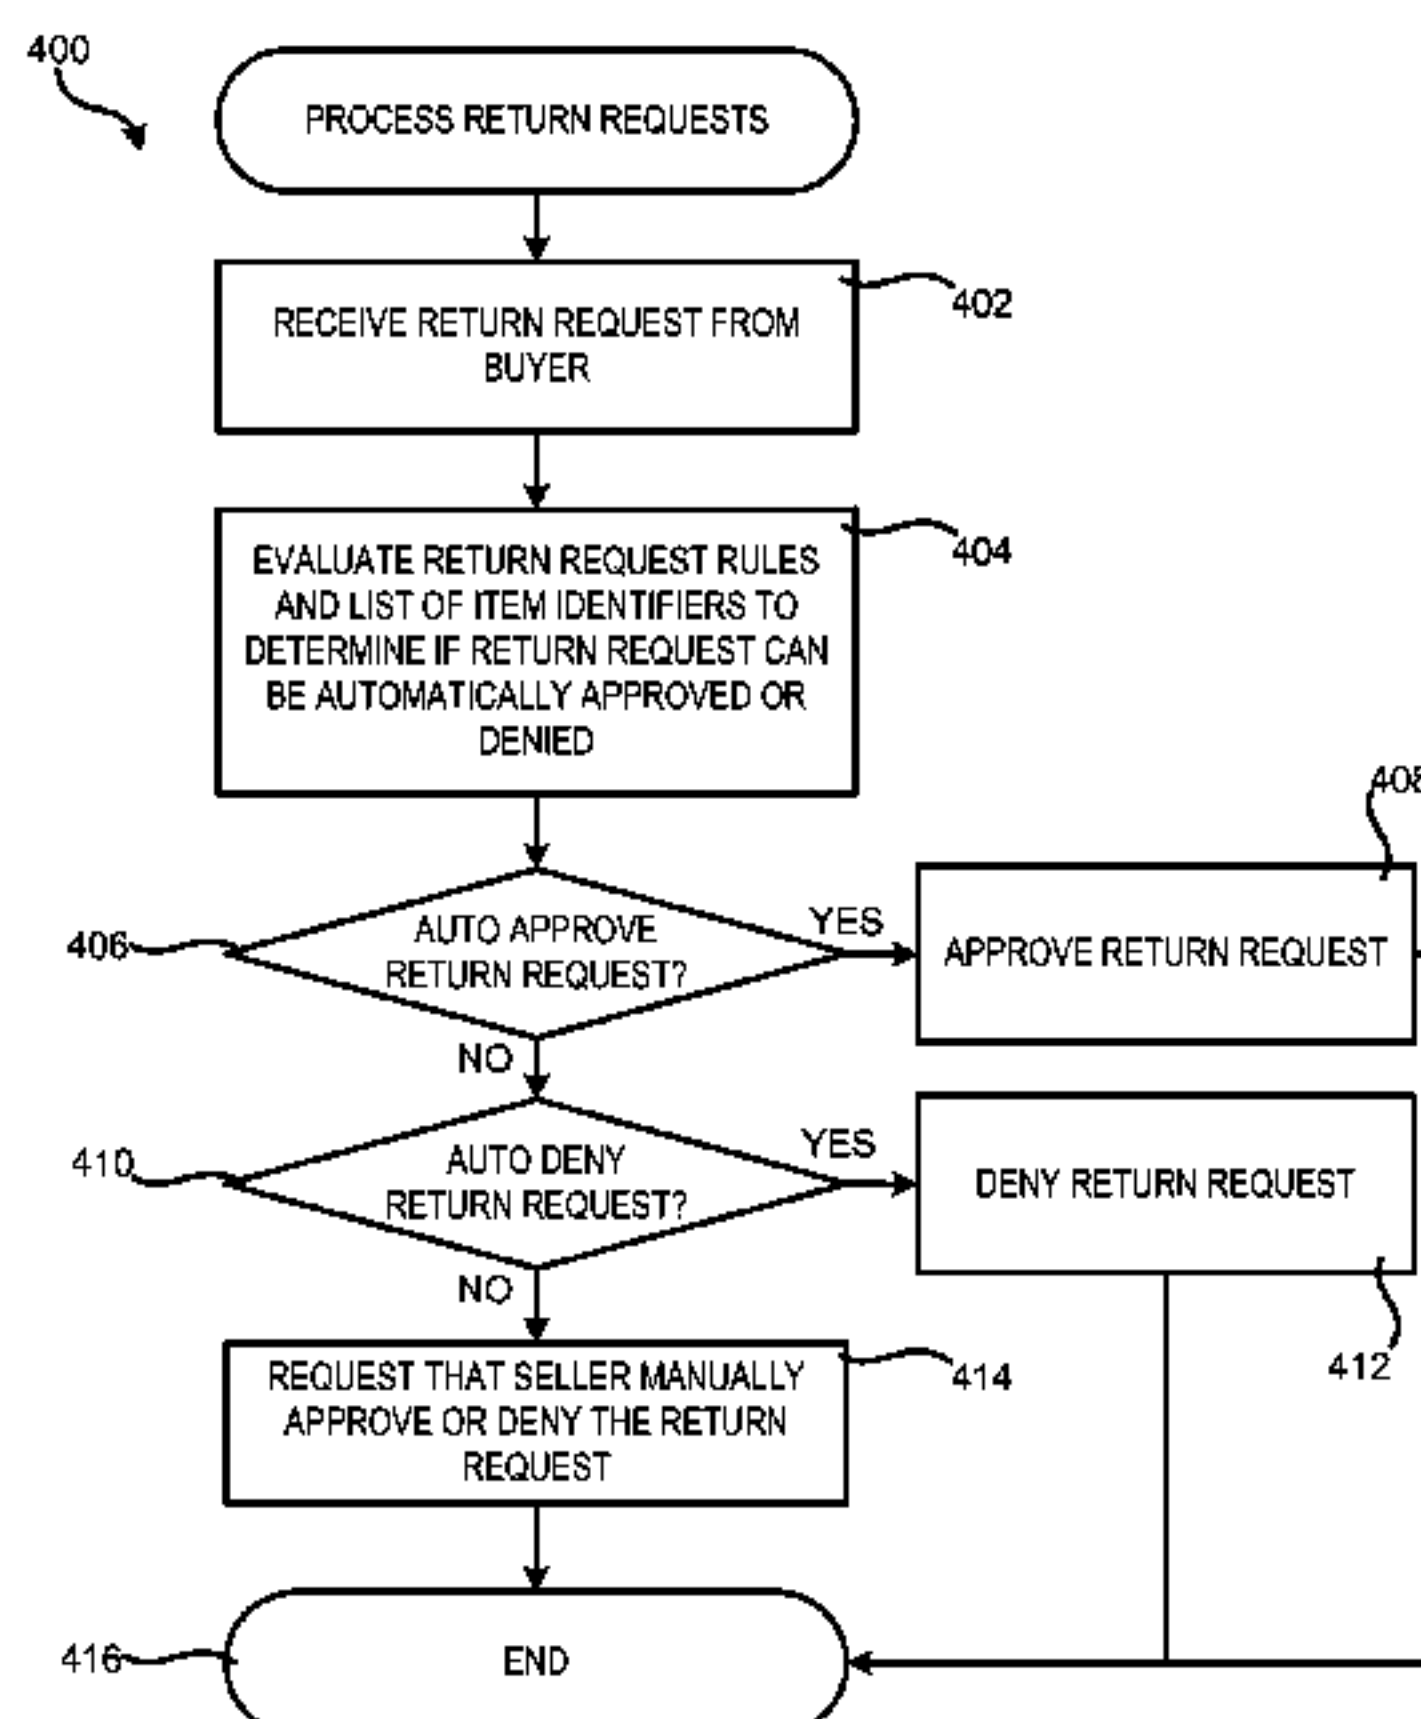 400
PROCESS RETURN REQUESTS
402
RECEIVE RETURN REQUEST FROM
BUYER
404
EVALUATE RETURN REQUEST RULES
AND LIST OF ITEM IDENTIFIERS TO
DETERMINE IF RETURN REQUEST CAN
BE AUTOMATICALLY APPROVED OR
DENIED
408
406
AUTO APPROVE
RETURN REQUEST?
YES
APPROVE RETURN REQUEST
NO
410
AUTO DENY
RETURN REQUEST?
YES
DENY RETURN REQUEST
412
NO
414
REQUEST THAT SELLER MANUALLY
APPROVE OR DENY THE RETURN
REQUEST
416
END